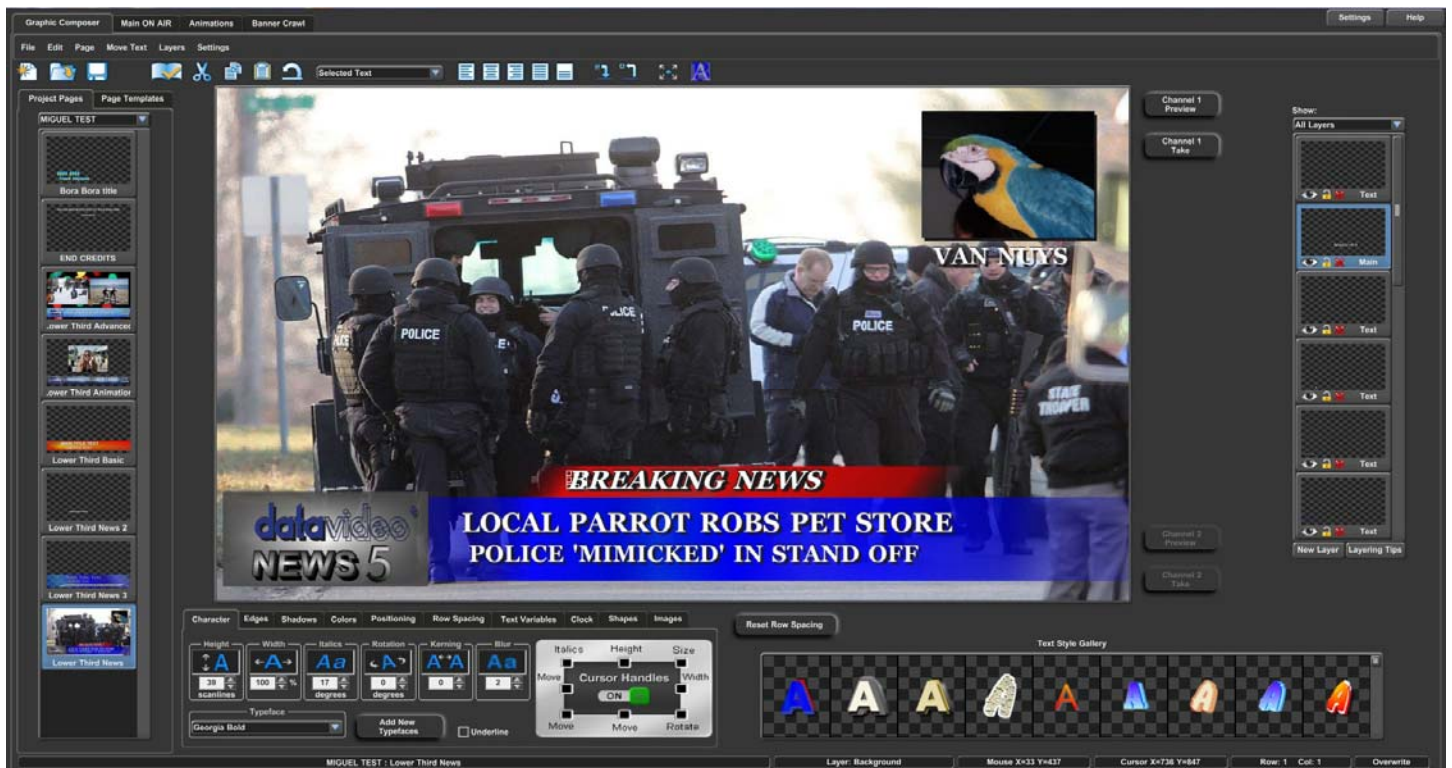 Graphic Composer Main ON AIR Animations Banner Crawl Settings Help
File Edit Page Move Text Layers Settings
Selected Text
Project Pages Page Templates
MIGUEL TEST
Bora Bora title
END CREDITS
Lower Third Advanced
Lower Third Animation
Lower Third Basic
Lower Third News 2
Lower Third News 3
Lower Third News
VAN NUYS
POLICE
POLICE
POLICE
STATE
TROOPER
BREAKING NEWS
datavideo
NEWS 5
LOCAL PARROT ROBS PET STORE
POLICE 'MIMICKED' IN STAND OFF
Channel 1
Preview
Channel 1
Take
Channel 2
Preview
Channel 2
Take
Show:
All Layers
Text
Main
Text
Text
Text
Text
New Layer Layering Tips
Character Edges Shadows Colors Positioning Row Spacing Text Variables Clock Shapes Images
Height Width Italics Rotation Kerning Blur
A A Aa A A A Aa
39 100 % 17 0 0 2
scanlines degrees degrees
Typeface
Georgia Bold
Add New
Typefaces
Underline
Italics Height Size
Move Cursor Handles Width
ON
Move Move Rotate
Reset Row Spacing
Text Style Gallery
A A A A A A A A A
MIGUEL TEST : Lower Third News Layer: Background Mouse X=33 Y=437 Cursor X=736 Y=847 Row: 1 Col: 1 Overwrite